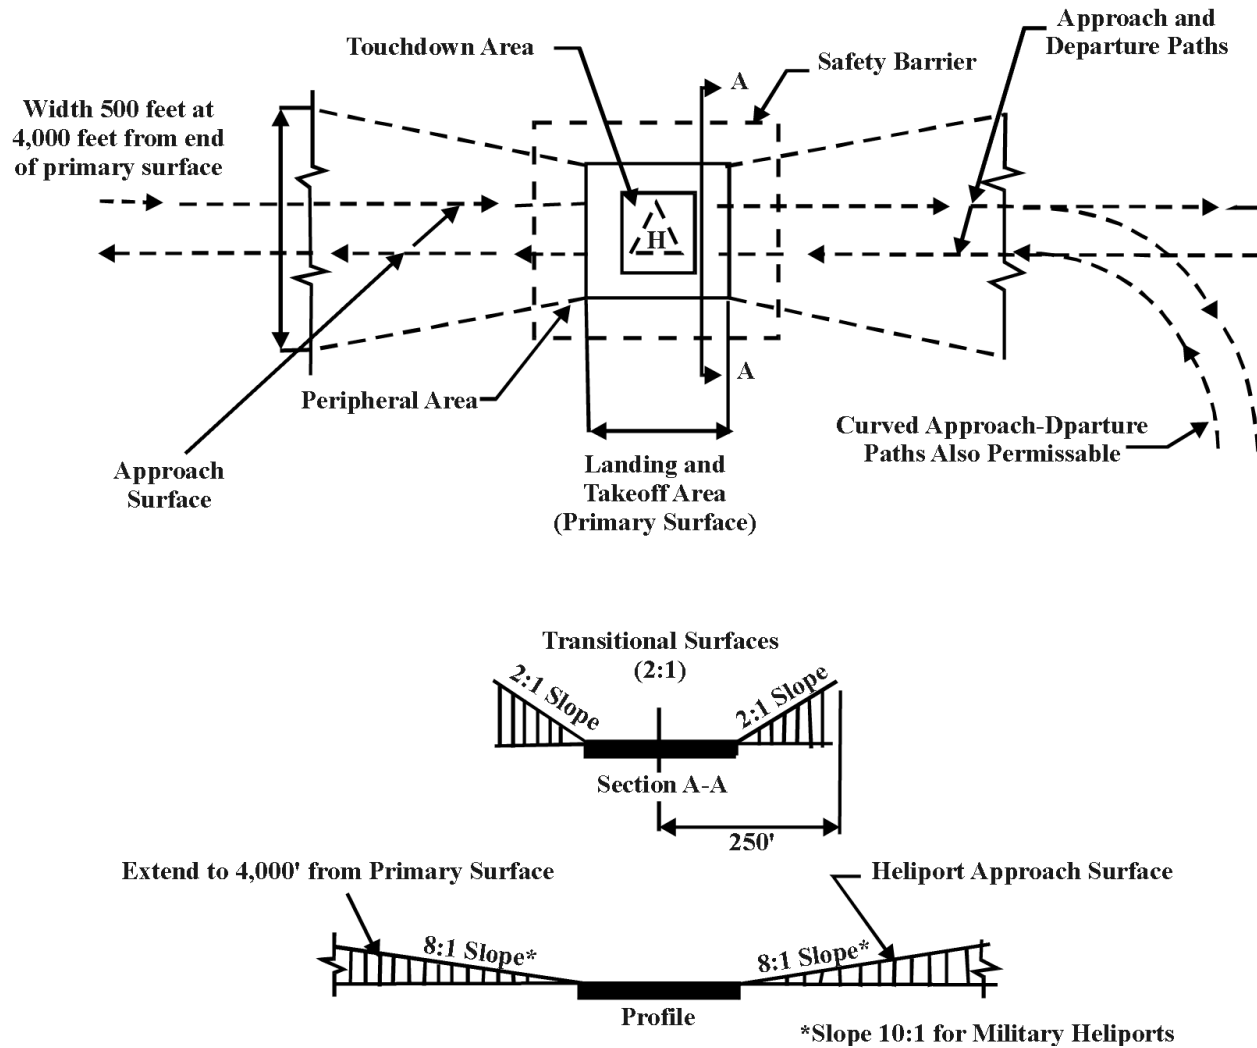 Touchdown Area
Safety Barrier
Approach and
Departure Paths
A
Width 500 feet at
4,000 feet from end
of primary surface
H
A
Peripheral Area
Approach
Surface
Landing and
Takeoff Area
(Primary Surface)
Curved Approach-Dparture
Paths Also Permissable
Transitional Surfaces
(2:1)
2:1 Slope
2:1 Slope
Section A-A
250'
Extend to 4,000' from Primary Surface
Heliport Approach Surface
8:1 Slope*
8:1 Slope*
Profile
*Slope 10:1 for Military Heliports